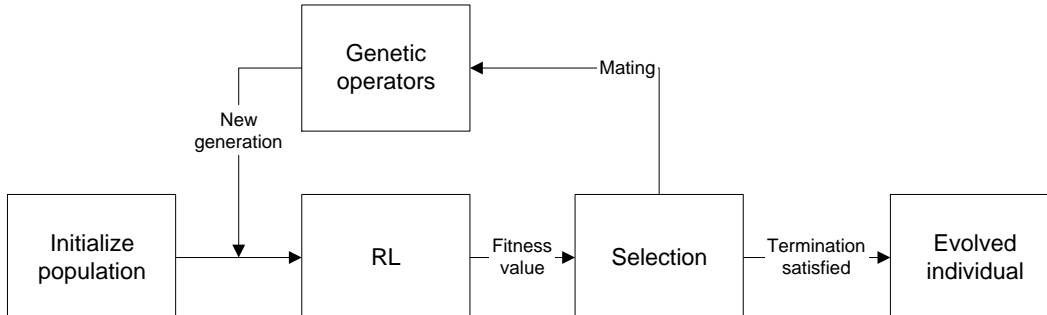 Genetic
operators
Mating
New
generation
Initialize
population
RL
Fitness
value
Selection
Termination
satisfied
Evolved
individual